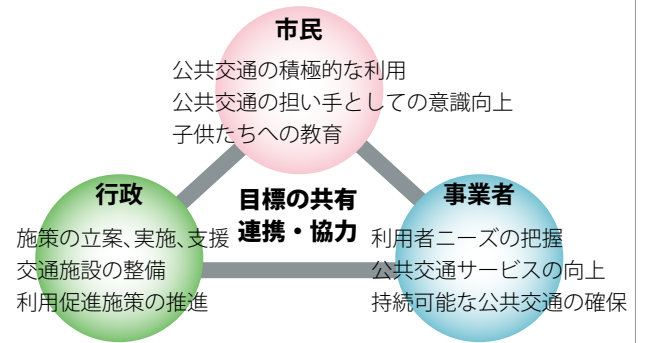 市民
公共交通の積極的な利用
公共交通の担い手としての意識向上
子供たちへの教育
行政
施策の立案、実施、支援
交通施設の整備
利用促進施策の推進
目標の共有
連携・協力
事業者
利用者ニーズの把握
公共交通サービスの向上
持続可能な公共交通の確保